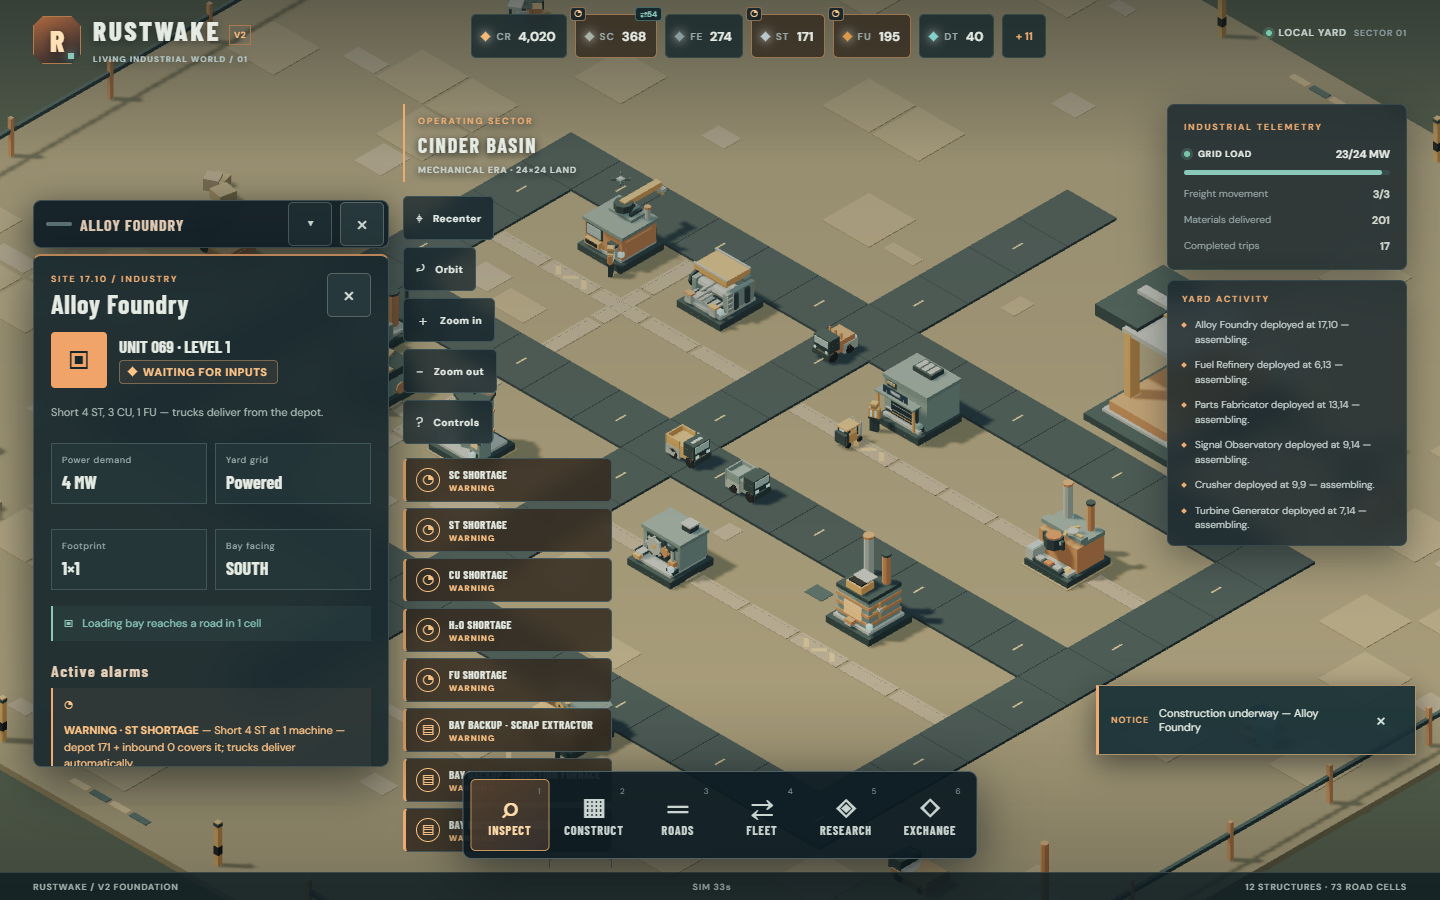 R
RUSTWAKE V2
LIVING INDUSTRIAL WORLD / 01
CR 4,020
SC 368
⇄54
FE 274
ST 171
FU 195
DT 40
+ 11
LOCAL YARD SECTOR 01
OPERATING SECTOR
CINDER BASIN
MECHANICAL ERA · 24×24 LAND
Recenter
Orbit
+ Zoom in
− Zoom out
? Controls
ALLOY FOUNDRY
SITE 17.10 / INDUSTRY
Alloy Foundry
UNIT 069 · LEVEL 1
WAITING FOR INPUTS
Short 4 ST, 3 CU, 1 FU — trucks deliver from the depot.
Power demand
4 MW
Yard grid
Powered
Footprint
1×1
Bay facing
SOUTH
Loading bay reaches a road in 1 cell
Active alarms
WARNING · ST SHORTAGE — Short 4 ST at 1 machine —
depot 171 + inbound 0 covers it; trucks deliver
automatically
SC SHORTAGE
WARNING
ST SHORTAGE
WARNING
CU SHORTAGE
WARNING
H₂O SHORTAGE
WARNING
FU SHORTAGE
WARNING
BAY BACKUP · SCRAP EXTRACTOR
WARNING
BAY
WARNING
BAY
INDUSTRIAL TELEMETRY
GRID LOAD 23/24 MW
Freight movement 3/3
Materials delivered 201
Completed trips 17
YARD ACTIVITY
Alloy Foundry deployed at 17,10 —
assembling.
Fuel Refinery deployed at 6,13 —
assembling.
Parts Fabricator deployed at 13,14 —
assembling.
Signal Observatory deployed at 9,14 —
assembling.
Crusher deployed at 9,9 — assembling.
Turbine Generator deployed at 7,14 —
assembling.
NOTICE Construction underway — Alloy
Foundry
1 INSPECT
2 CONSTRUCT
3 ROADS
4 FLEET
5 RESEARCH
6 EXCHANGE
RUSTWAKE / V2 FOUNDATION
SIM 33s
12 STRUCTURES · 73 ROAD CELLS